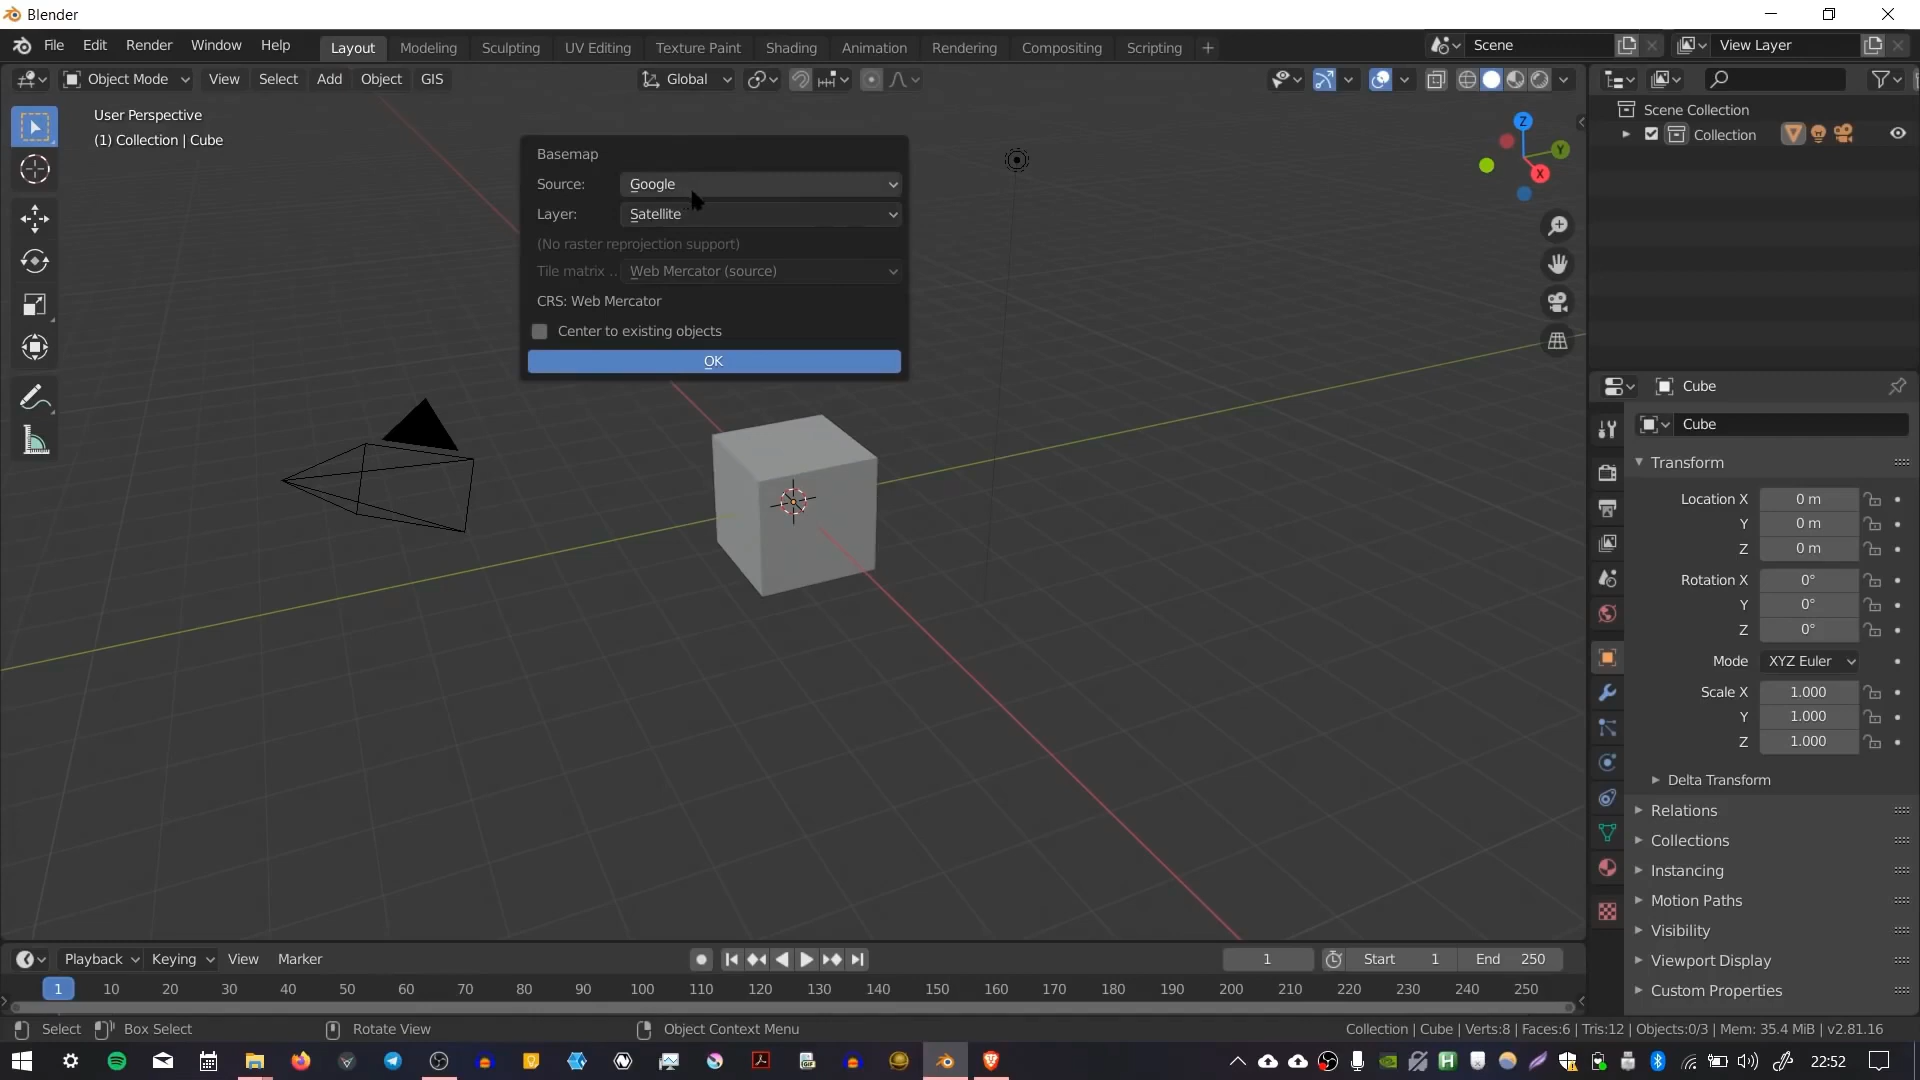 Blender
File Edit Render Window Help Layout Modeling Sculpting UV Editing Texture Paint Shading Animation Rendering Compositing Scripting + Scene View Layer
Object Mode View Select Add Object GIS Global
User Perspective
(1) Collection | Cube
Z
Y
X
Scene Collection
Collection
Basemap
Source: Google
Layer: Satellite
(No raster reprojection support)
Tile matrix .. Web Mercator (source)
CRS: Web Mercator
Center to existing objects
OK
Cube
Cube
Transform
Location X 0 m
Y 0 m
Z 0 m
Rotation X 0°
Y 0°
Z 0°
Mode XYZ Euler
Scale X 1.000
Y 1.000
Z 1.000
Delta Transform
Relations
Collections
Instancing
Motion Paths
Visibility
Viewport Display
Custom Properties
Playback Keying View Marker 1 Start 1 End 250
1 10 20 30 40 50 60 70 80 90 100 110 120 130 140 150 160 170 180 190 200 210 220 230 240 250
Select Box Select Rotate View Object Context Menu Collection | Cube | Verts:8 | Faces:6 | Tris:12 | Objects:0/3 | Mem: 35.4 MiB | v2.81.16
22:52